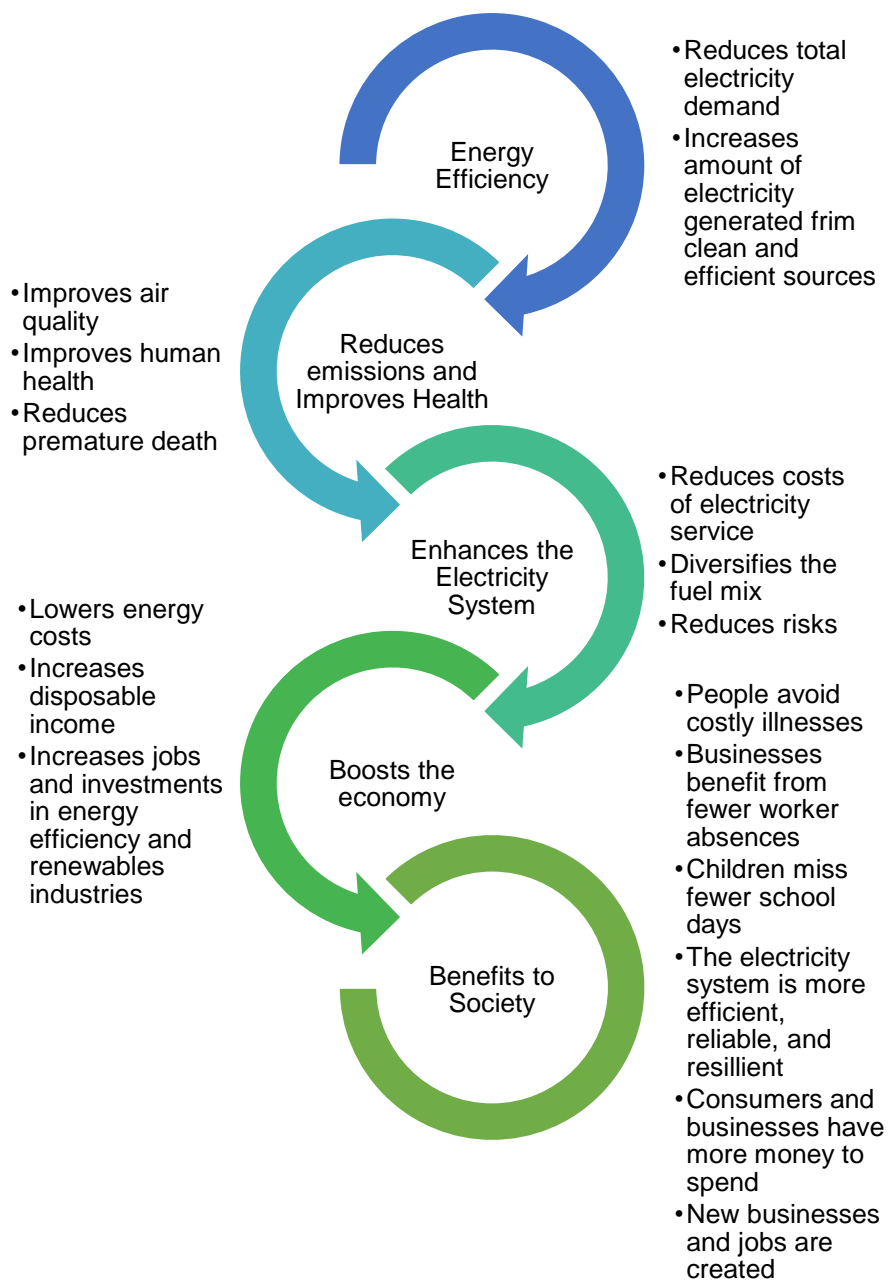 Energy
Efficiency
•Reduces total
electricity
demand
•Increases
amount of
electricity
generated frim
clean and
efficient sources
Reduces
emissions and
Improves Health
•Improves air
quality
•Improves human
health
•Reduces
premature death
Enhances the
Electricity
System
•Reduces costs
of electricity
service
•Diversifies the
fuel mix
•Reduces risks
Boosts the
economy
•Lowers energy
costs
•Increases
disposable
income
•Increases jobs
and investments
in energy
efficiency and
renewables
industries
Benefits to
Society
•People avoid
costly illnesses
•Businesses
benefit from
fewer worker
absences
•Children miss
fewer school
days
•The electricity
system is more
efficient,
reliable, and
resillient
•Consumers and
businesses have
more money to
spend
•New businesses
and jobs are
created